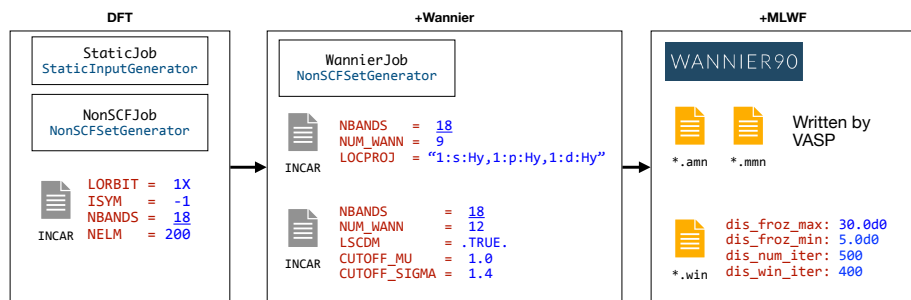 DFT
StaticJob
StaticInputGenerator
NonSCFJob
NonSCFSetGenerator
INCAR
LORBIT = 1X
ISYM = -1
NBANDS = 18
NELM = 200
+Wannier
WannierJob
NonSCFSetGenerator
INCAR
NBANDS = 18
NUM_WANN = 9
LOCPROJ = “1:s:Hy,1:p:Hy,1:d:Hy”
INCAR
NBANDS = 18
NUM_WANN = 12
LSCDM = .TRUE.
CUTOFF_MU = 1.0
CUTOFF_SIGMA = 1.4
+MLWF
WANNIER90
*.amn
*.mmn
Written by
VASP
*.win
dis_froz_max: 30.0d0
dis_froz_min: 5.0d0
dis_num_iter: 500
dis_win_iter: 400